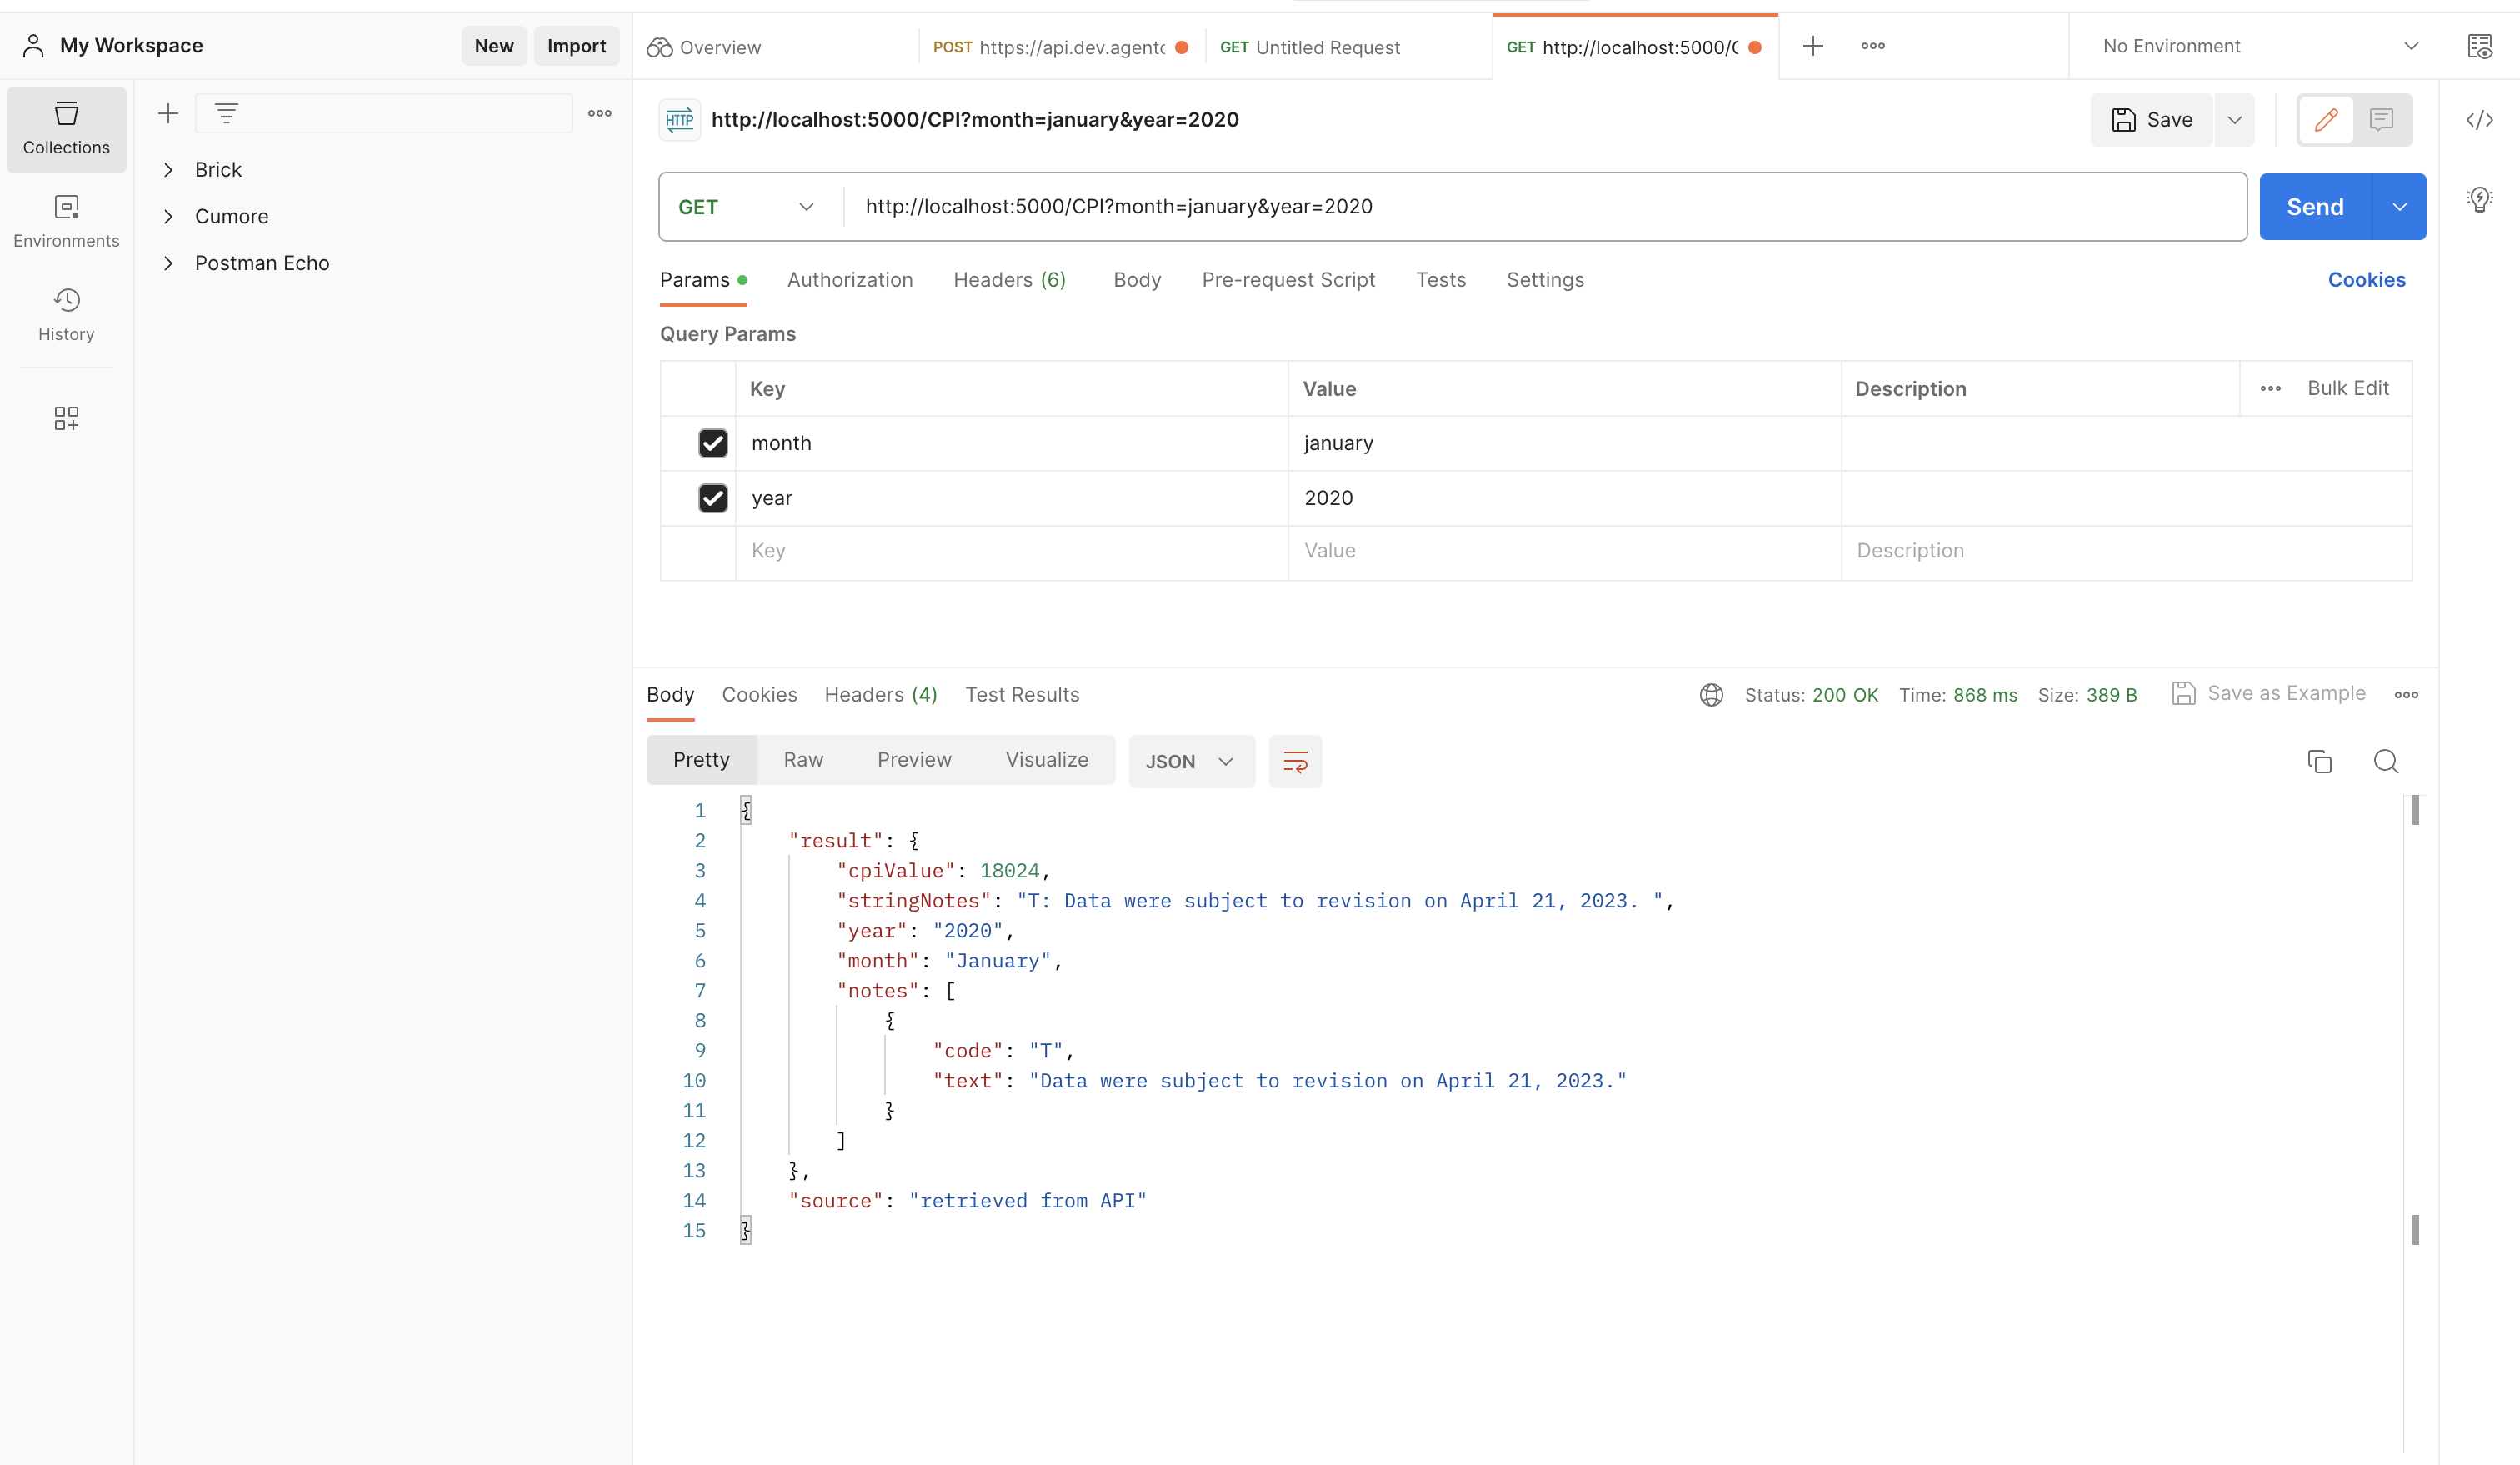 My Workspace
New
Import
Overview
POST https://api.dev.agent
GET Untitled Request
GET http://localhost:5000/
No Environment
Collections
Environments
History
Brick
Cumore
Postman Echo
HTTP
http://localhost:5000/CPI?month=january&year=2020
Save
GET
http://localhost:5000/CPI?month=january&year=2020
Send
Params
Authorization
Headers (6)
Body
Pre-request Script
Tests
Settings
Cookies
Query Params
Key Value Description Bulk Edit
month january
year 2020
Key Value Description
Body
Cookies
Headers (4)
Test Results
Status: 200 OK
Time: 868 ms
Size: 389 B
Save as Example
Pretty
Raw
Preview
Visualize
JSON
1 {
2 "result": {
3 "cpiValue": 18024,
4 "stringNotes": "T: Data were subject to revision on April 21, 2023. ",
5 "year": "2020",
6 "month": "January",
7 "notes": [
8 {
9 "code": "T",
10 "text": "Data were subject to revision on April 21, 2023."
11 }
12 ]
13 },
14 "source": "retrieved from API"
15 }